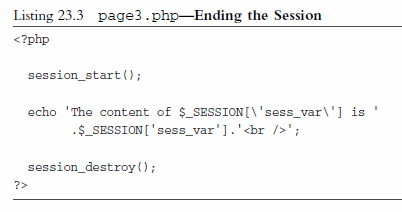 Listing 23.3 page3.php—Ending the Session
<?php
session_start();
echo 'The content of $_SESSION[\'sess_var\'] is '
.$_SESSION['sess_var'].'<br />';
session_destroy();
?>